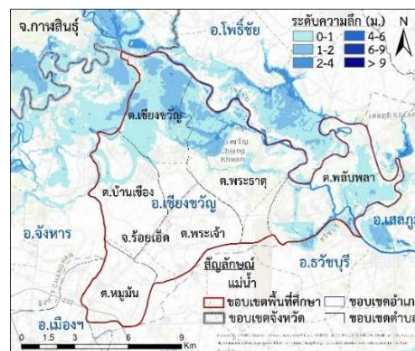 จ.กาฬสินธุ์
อ.โพธิ์ชัย
ระดับความลึก (ม.)
0-1
4-6
1-2
6-9
2-4
> 9
N
ต.เชียงขวัญ
Chiang
Khwan
ต.พระธาตุ
ต.พลับพลา
ต.บ้านเขือง
อ.เชียงขวัญ
อ.เสลภูมิ
อ.จังหาร
จ.ร้อยเอ็ด
ต.พระเจ้า
อ.ธวัชบุรี
ต.หมูม้น
อ.เมืองฯ
สัญลักษณ์
แม่น้ำ
ขอบเขตพื้นที่ศึกษา
ขอบเขตอำเภอ
ขอบเขตจังหวัด
ขอบเขตตำบล
0
3
6
9
Km